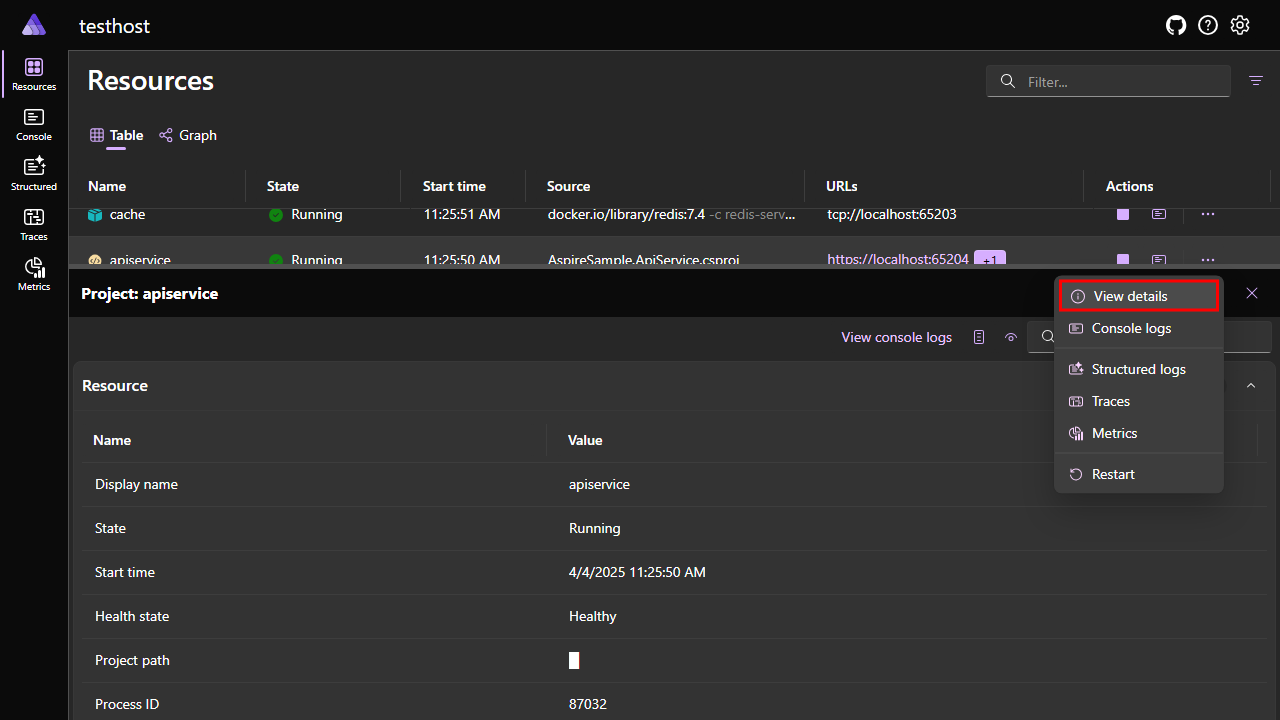 testhost
Resources
Console
Structured
Traces
Metrics
Resources
Filter...
Table
Graph
Name State Start time Source URLs Actions
cache Running 11:25:51 AM docker.io/library/redis:7.4 -c redis-serv... tcp://localhost:65203
apiservice Running 11:25:50 AM AspireSample.ApiService.csproj https://localhost:65204 +1
Project: apiservice
View console logs
View details
Console logs
Structured logs
Traces
Metrics
Restart
Resource
Name Value
Display name apiservice
State Running
Start time 4/4/2025 11:25:50 AM
Health state Healthy
Project path
Process ID 87032